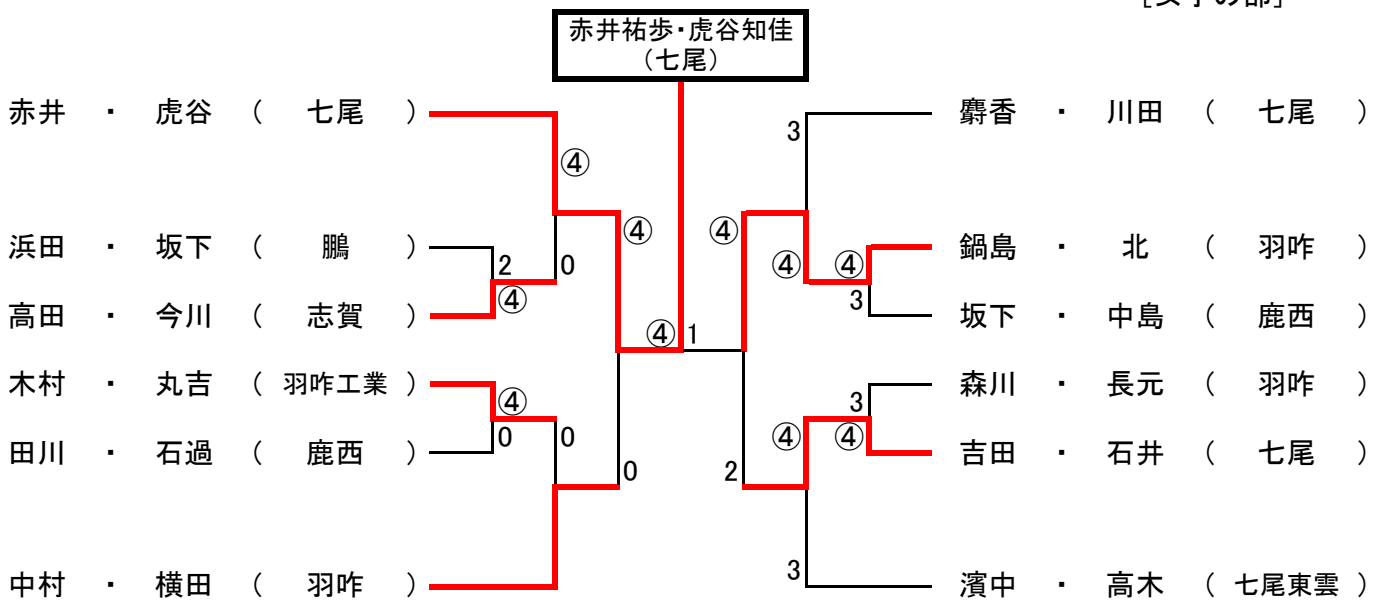 [女子の部]
赤井祐歩・虎谷知佳
(七尾)
赤井 ・ 虎谷 ( 七尾 )
浜田 ・ 坂下 ( 鵬 )
高田 ・ 今川 ( 志賀 )
木村 ・ 丸吉 ( 羽咋工業 )
田川 ・ 石過 ( 鹿西 )
中村 ・ 横田 ( 羽咋 )
④
2
④
0
④
0
0
④
0
④
1
④
2
3
④
④
3
3
④
④
3
麝香 ・ 川田 ( 七尾 )
鍋島 ・ 北 ( 羽咋 )
坂下 ・ 中島 ( 鹿西 )
森川 ・ 長元 ( 羽咋 )
吉田 ・ 石井 ( 七尾 )
濱中 ・ 高木 ( 七尾東雲 )